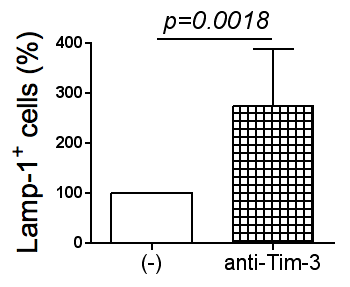 p=0.0018
Lamp-1+ cells (%)
400
300
200
100
0
(-)
anti-Tim-3